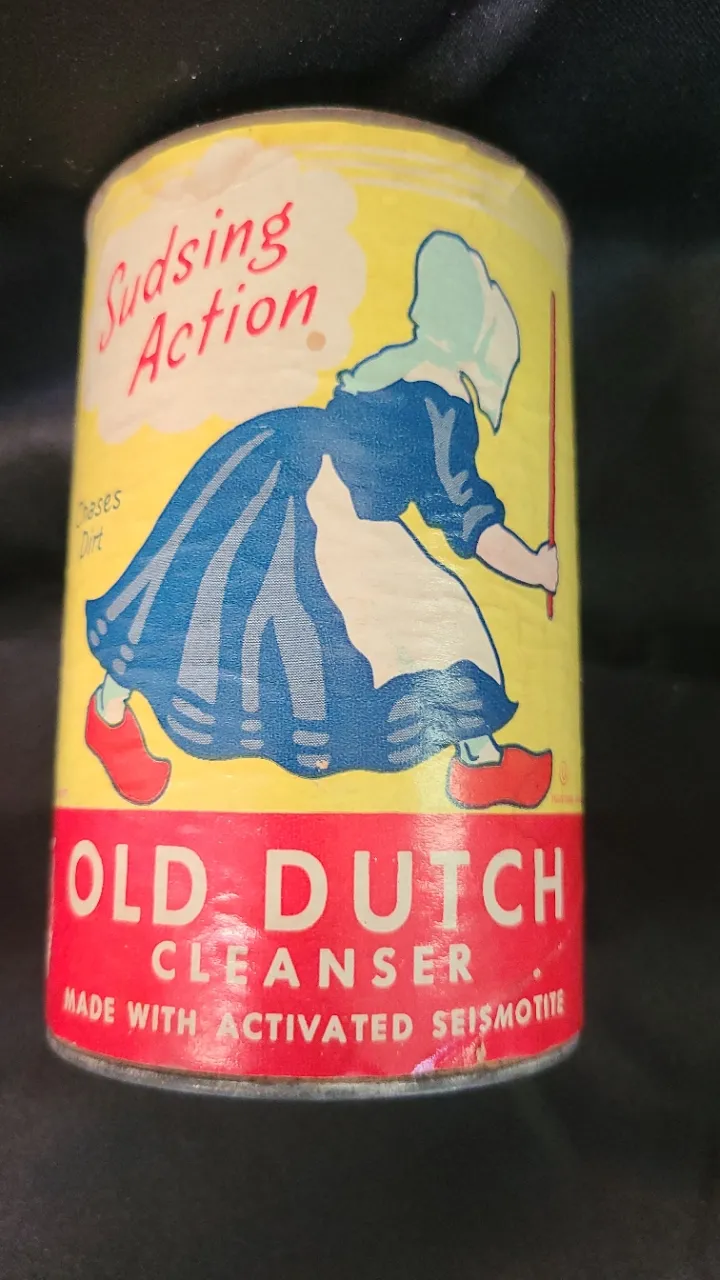 Sudsing
Action
Chases
Dirt
OLD DUTCH
CLEANSER
MADE WITH ACTIVATED SEISMOTITE